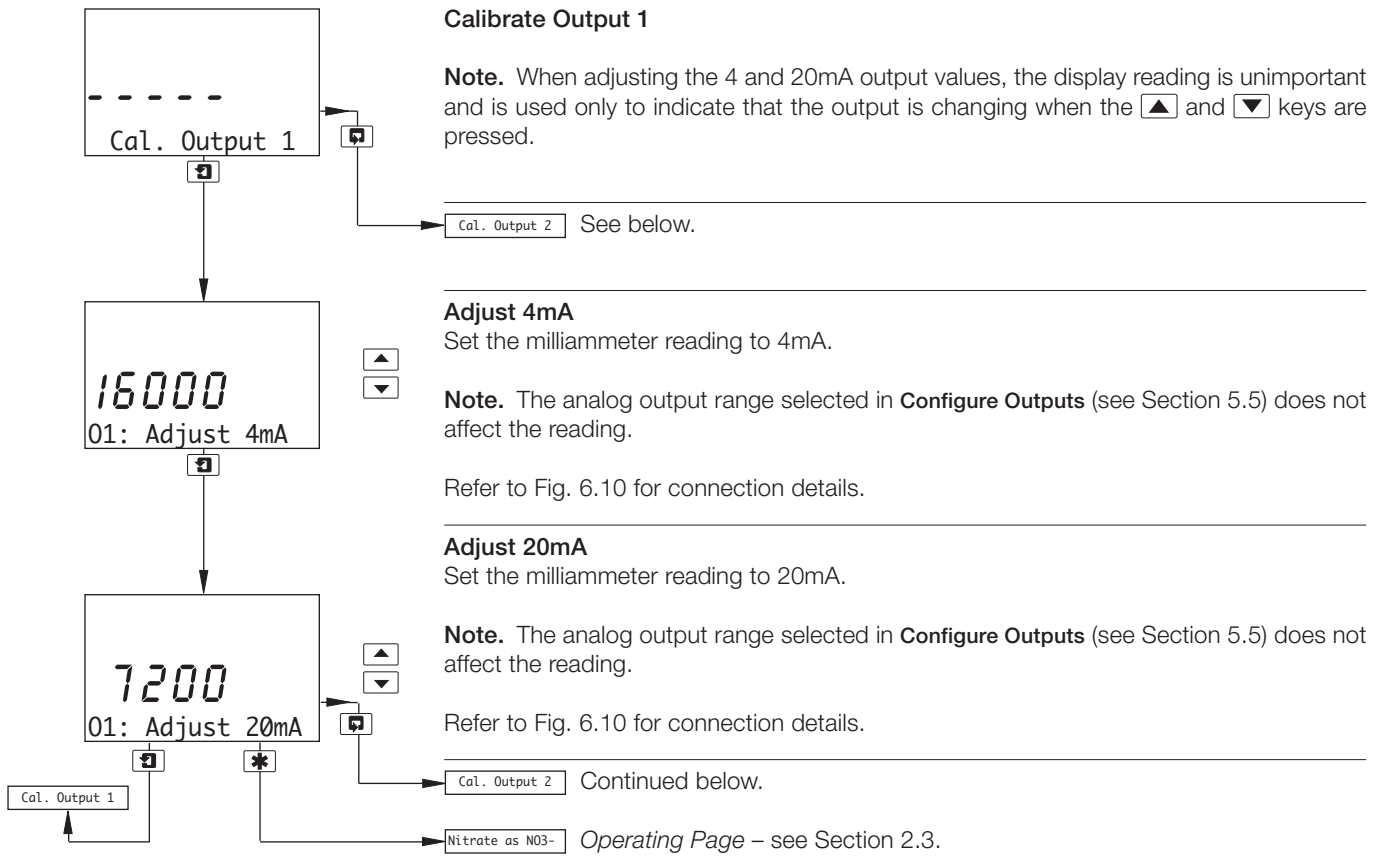 Calibrate Output 1
Note. When adjusting the 4 and 20mA output values, the display reading is unimportant
and is used only to indicate that the output is changing when the ▲ and ▼ keys are
pressed.
- - - - -
Cal. Output 1
Cal. Output 2 See below.
Adjust 4mA
Set the milliammeter reading to 4mA.
Note. The analog output range selected in Configure Outputs (see Section 5.5) does not
affect the reading.
Refer to Fig. 6.10 for connection details.
16000
O1: Adjust 4mA
Adjust 20mA
Set the milliammeter reading to 20mA.
Note. The analog output range selected in Configure Outputs (see Section 5.5) does not
affect the reading.
Refer to Fig. 6.10 for connection details.
7200
O1: Adjust 20mA
Cal. Output 2 Continued below.
Cal. Output 1
Nitrate as NO3- Operating Page – see Section 2.3.